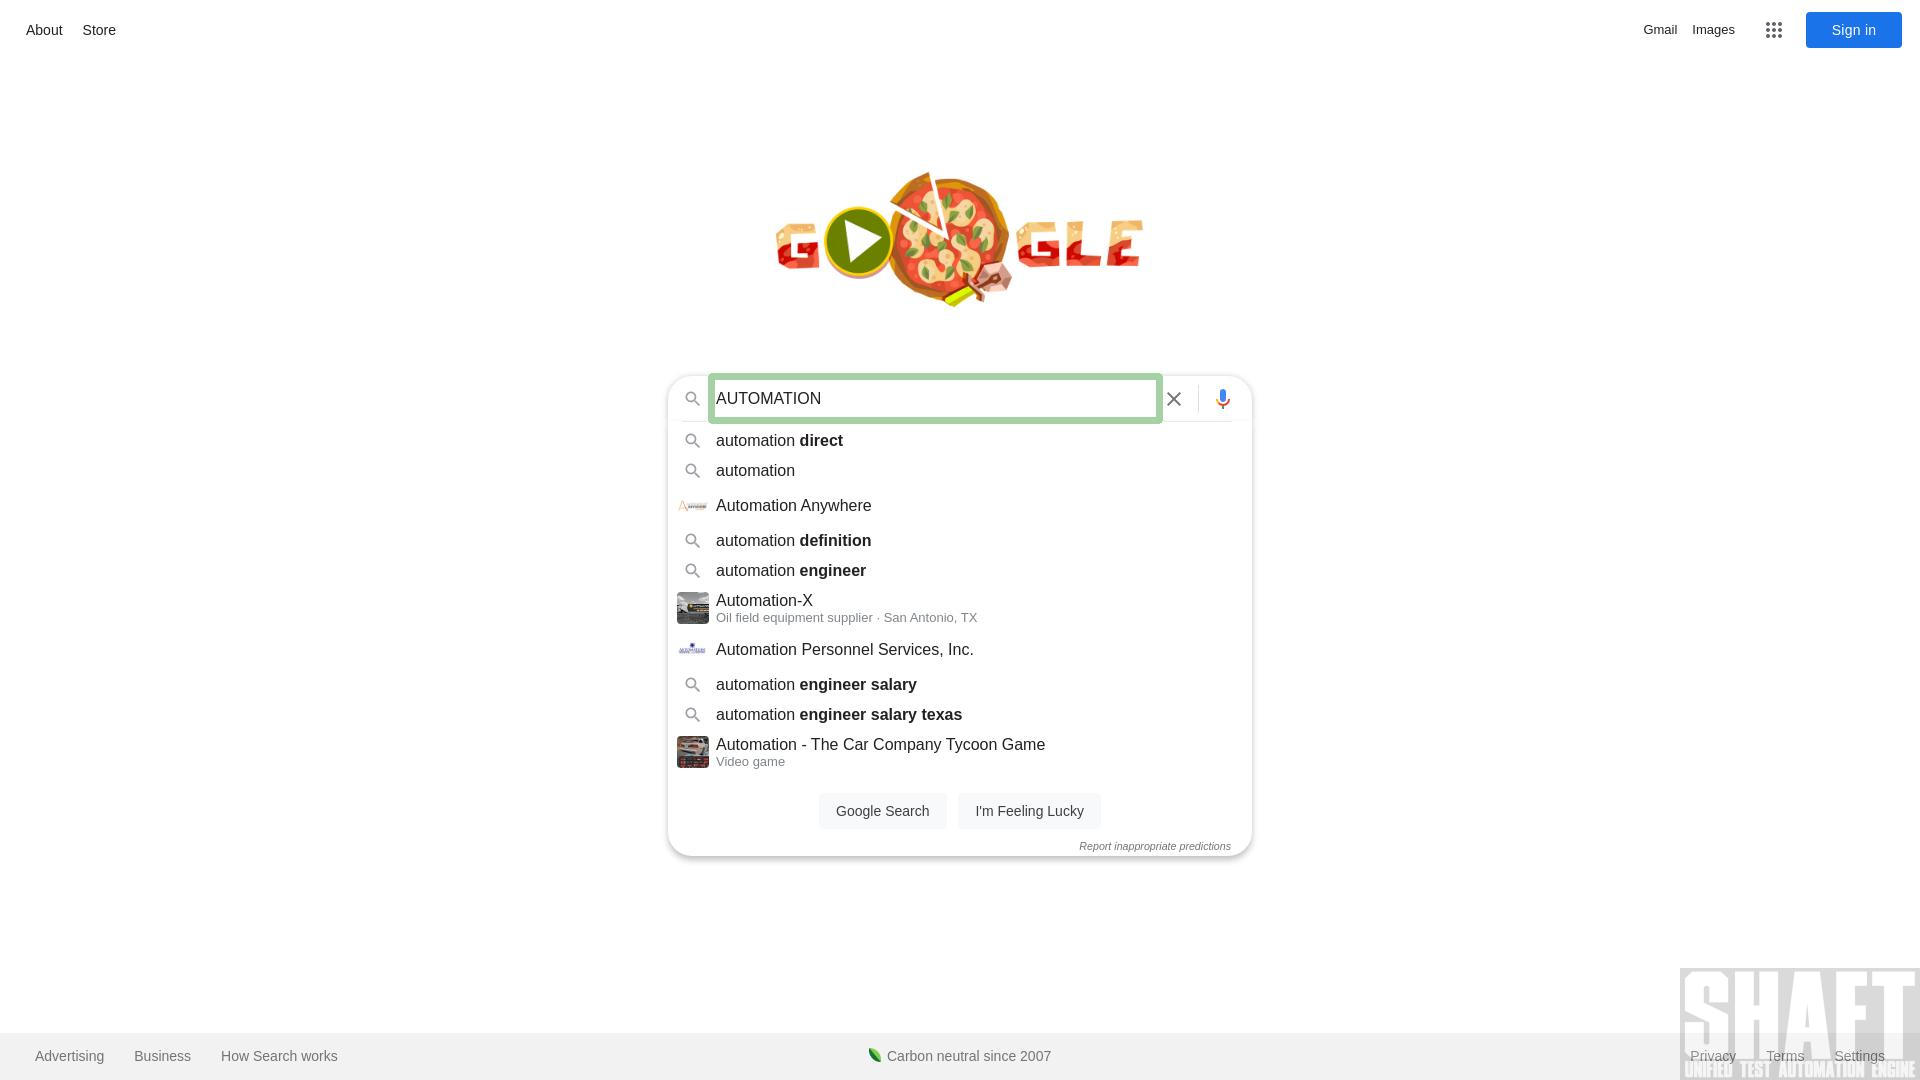 About Store
Gmail Images Sign in
GOOGLE
AUTOMATION
automation direct
automation
Automation Anywhere
automation definition
automation engineer
Automation-X
Oil field equipment supplier · San Antonio, TX
Automation Personnel Services, Inc.
automation engineer salary
automation engineer salary texas
Automation - The Car Company Tycoon Game
Video game
Google Search I'm Feeling Lucky
Report inappropriate predictions
SHAFT
Advertising Business How Search works Carbon neutral since 2007 Privacy Terms Settings
UNIFIED TEST AUTOMATION ENGINE